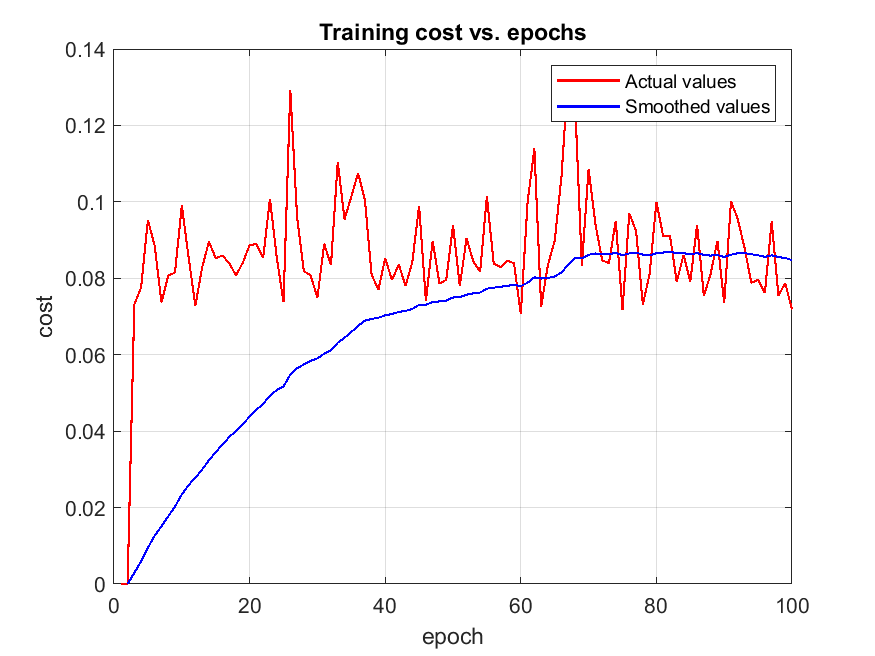 Training cost vs. epochs
0.14
0.12
0.1
0.08
0.06
0.04
0.02
0
cost
Actual values
Smoothed values
0 20 40 60 80 100
epoch